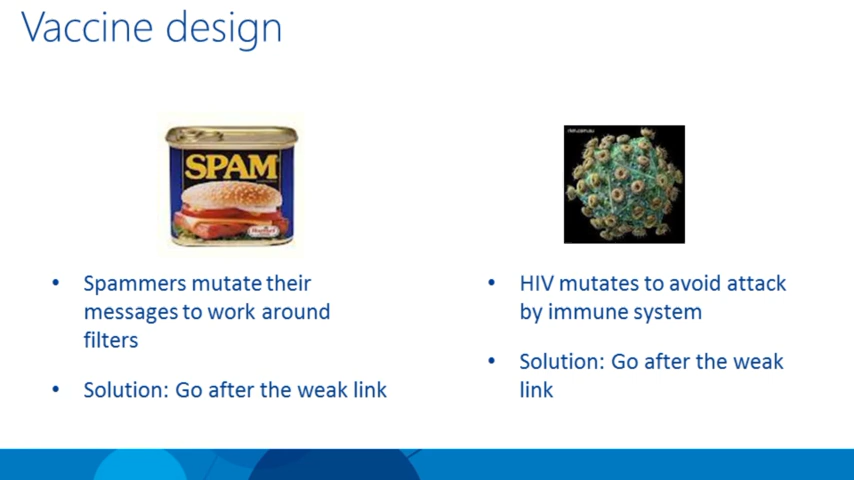 Vaccine design
SPAM
Hormel
• Spammers mutate their
messages to work around
filters
• Solution: Go after the weak link
• HIV mutates to avoid attack
by immune system
• Solution: Go after the weak
link